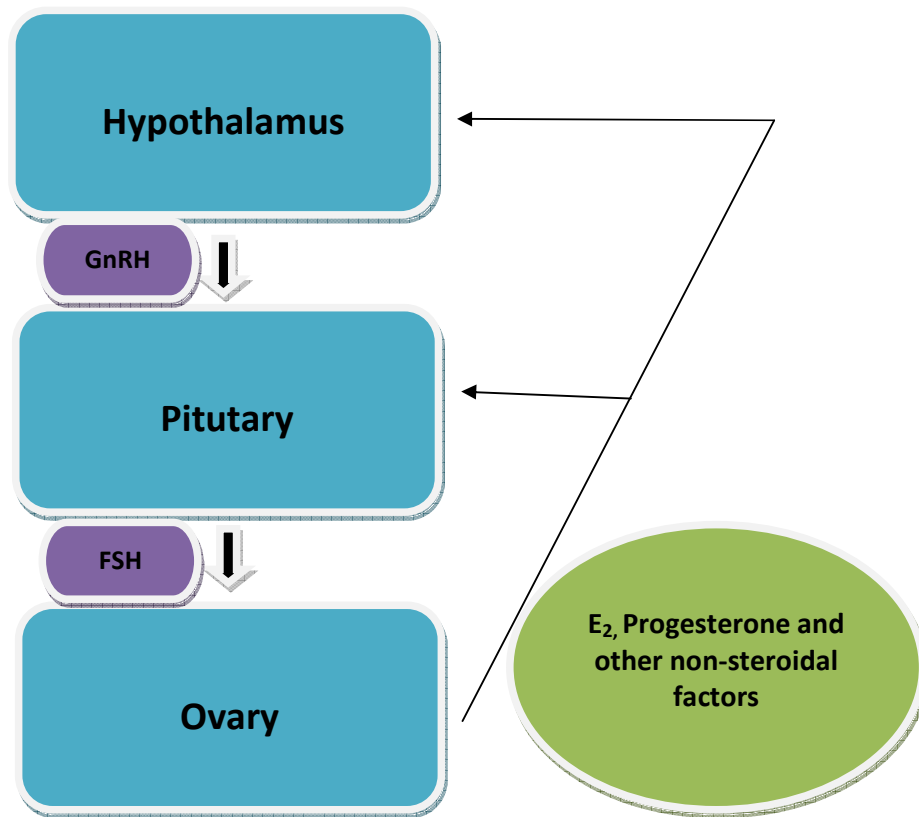 Hypothalamus
GnRH
Pitutary
FSH
E₂, Progesterone and
other non-steroidal
factors
Ovary